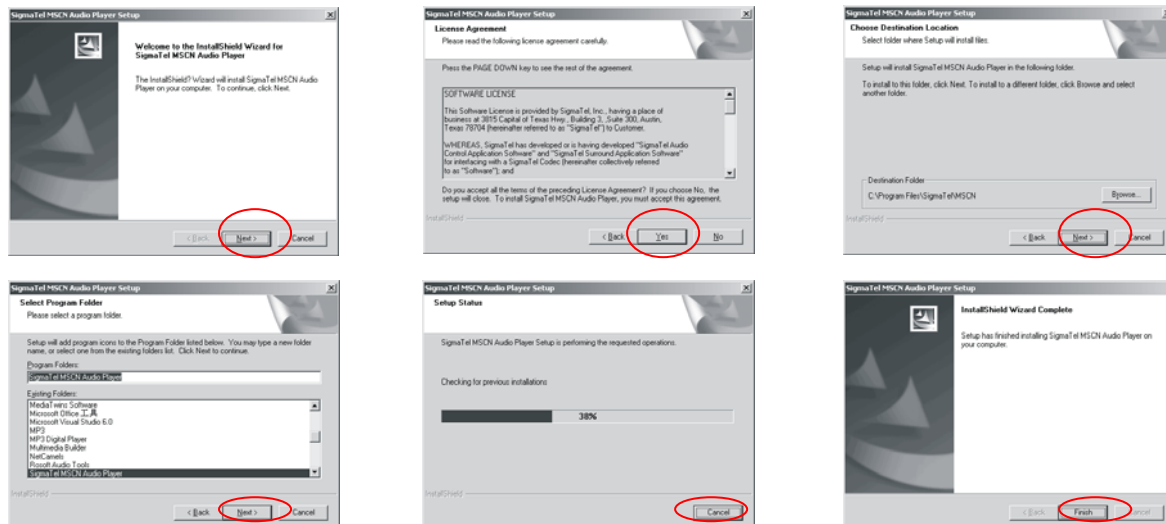 SigmaTel MSCN Audio Player Setup
Welcome to the InstallShield Wizard for
SigmaTel MSCN Audio Player
The InstallShield? Wizard will install SigmaTel MSCN Audio
Player on your computer. To continue, click Next.
< Back
Next >
Cancel
SigmaTel MSCN Audio Player Setup
License Agreement
Please read the following license agreement carefully.
Press the PAGE DOWN key to see the rest of the agreement.
SOFTWARE LICENSE
This Software License is provided by SigmaTel, Inc., having a place of
business at 3815 Capital of Texas Hwy., Building 3, ,Suite 300, Austin,
Texas 78704 (hereinafter referred to as "SigmaTel") to Customer.
WHEREAS, SigmaTel has developed or is having developed "SigmaTel Audio
Control Application Software" and "SigmaTel Surround Application Software"
for interfacing with a SigmaTel Codec (hereinafter collectively referred
to as "Software"); and
Do you accept all the terms of the preceding License Agreement? If you choose No, the
setup will close. To install SigmaTel MSCN Audio Player, you must accept this agreement.
InstallShield
< Back
Yes
No
SigmaTel MSCN Audio Player Setup
Choose Destination Location
Select folder where Setup will install files.
Setup will install SigmaTel MSCN Audio Player in the following folder.
To install to this folder, click Next. To install to a different folder, click Browse and select
another folder.
Destination Folder
C:\Program Files\SigmaTel\MSCN
Browse...
InstallShield
< Back
Next >
Cancel
SigmaTel MSCN Audio Player Setup
Select Program Folder
Please select a program folder.
Setup will add program icons to the Program Folder listed below. You may type a new folder
name, or select one from the existing folders list. Click Next to continue.
Program Folders:
SigmaTel MSCN Audio Player
Existing Folders:
MediaTwins Software
Microsoft Office 工具
Microsoft Visual Studio 6.0
MP3
MP3 Digital Player
Multimedia Builder
NetCamels
Rosoft Audio Tools
SigmaTel MSCN Audio Player
InstallShield
< Back
Next >
Cancel
SigmaTel MSCN Audio Player Setup
Setup Status
SigmaTel MSCN Audio Player Setup is performing the requested operations.
Checking for previous installations
38%
InstallShield
Cancel
SigmaTel MSCN Audio Player Setup
InstallShield Wizard Complete
Setup has finished installing SigmaTel MSCN Audio Player on
your computer.
< Back
Finish
Cancel